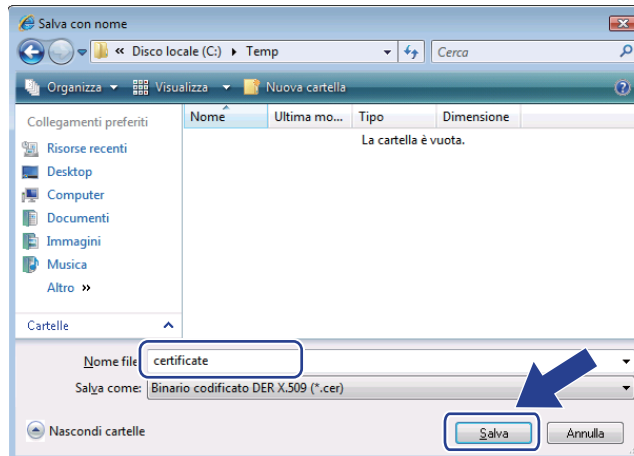 Salva con nome
« Disco locale (C:) Temp Cerca
Organizza Visualizza Nuova cartella
Collegamenti preferiti Nome Ultima mo... Tipo Dimensione
La cartella è vuota.
Risorse recenti
Desktop
Computer
Documenti
Immagini
Musica
Altro »
Cartelle
Nome file: certificate
Salva come: Binario codificato DER X.509 (*.cer)
Nascondi cartelle Salva Annulla